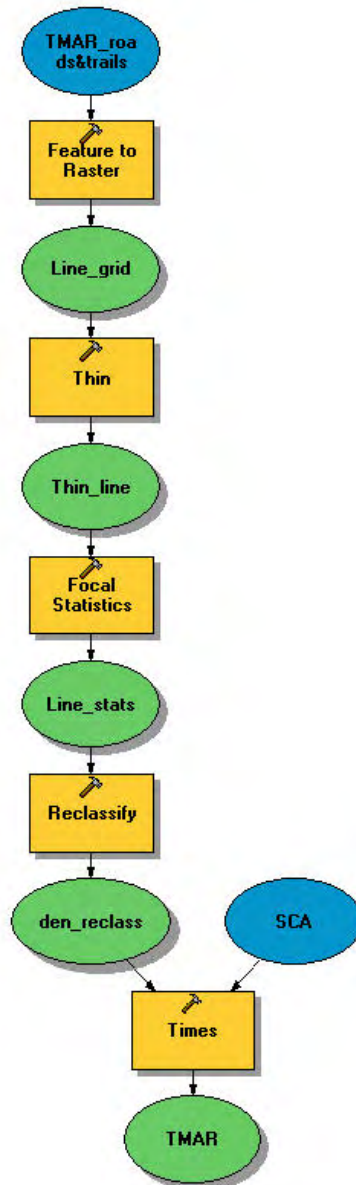 TMAR_roa
ds&trails
Feature to
Raster
Line_grid
Thin
Thin_line
Focal
Statistics
Line_stats
Reclassify
den_reclass
SCA
Times
TMAR